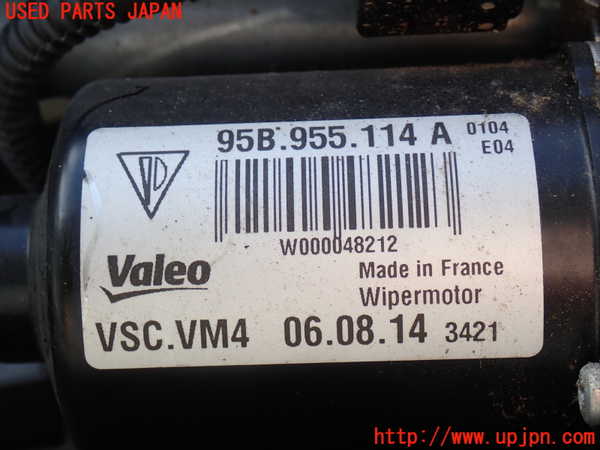 USED PARTS JAPAN
95B.955.114 A 0104
E04
W000048212
Valeo
Made in France
Wipermotor
VSC.VM4 06.08.14 3421
U-Parts
http://www.upjpn.com